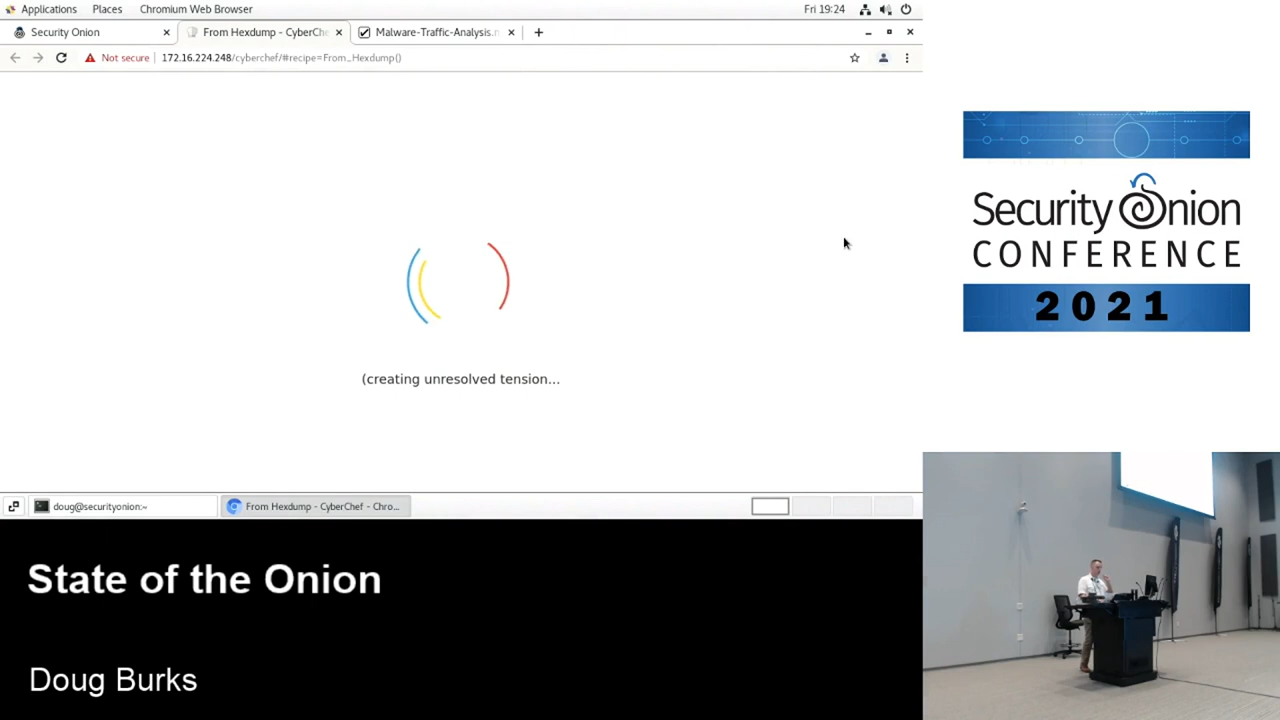 Applications Places Chromium Web Browser Fri 19:24
Security Onion From Hexdump - CyberChe Malware-Traffic-Analysis.n
Not secure 172.16.224.248/cyberchef/#recipe=From_Hexdump()
(creating unresolved tension...
doug@securityonion:~ From Hexdump - CyberChef - Chro...
Security Onion
CONFERENCE
2021
State of the Onion
Doug Burks